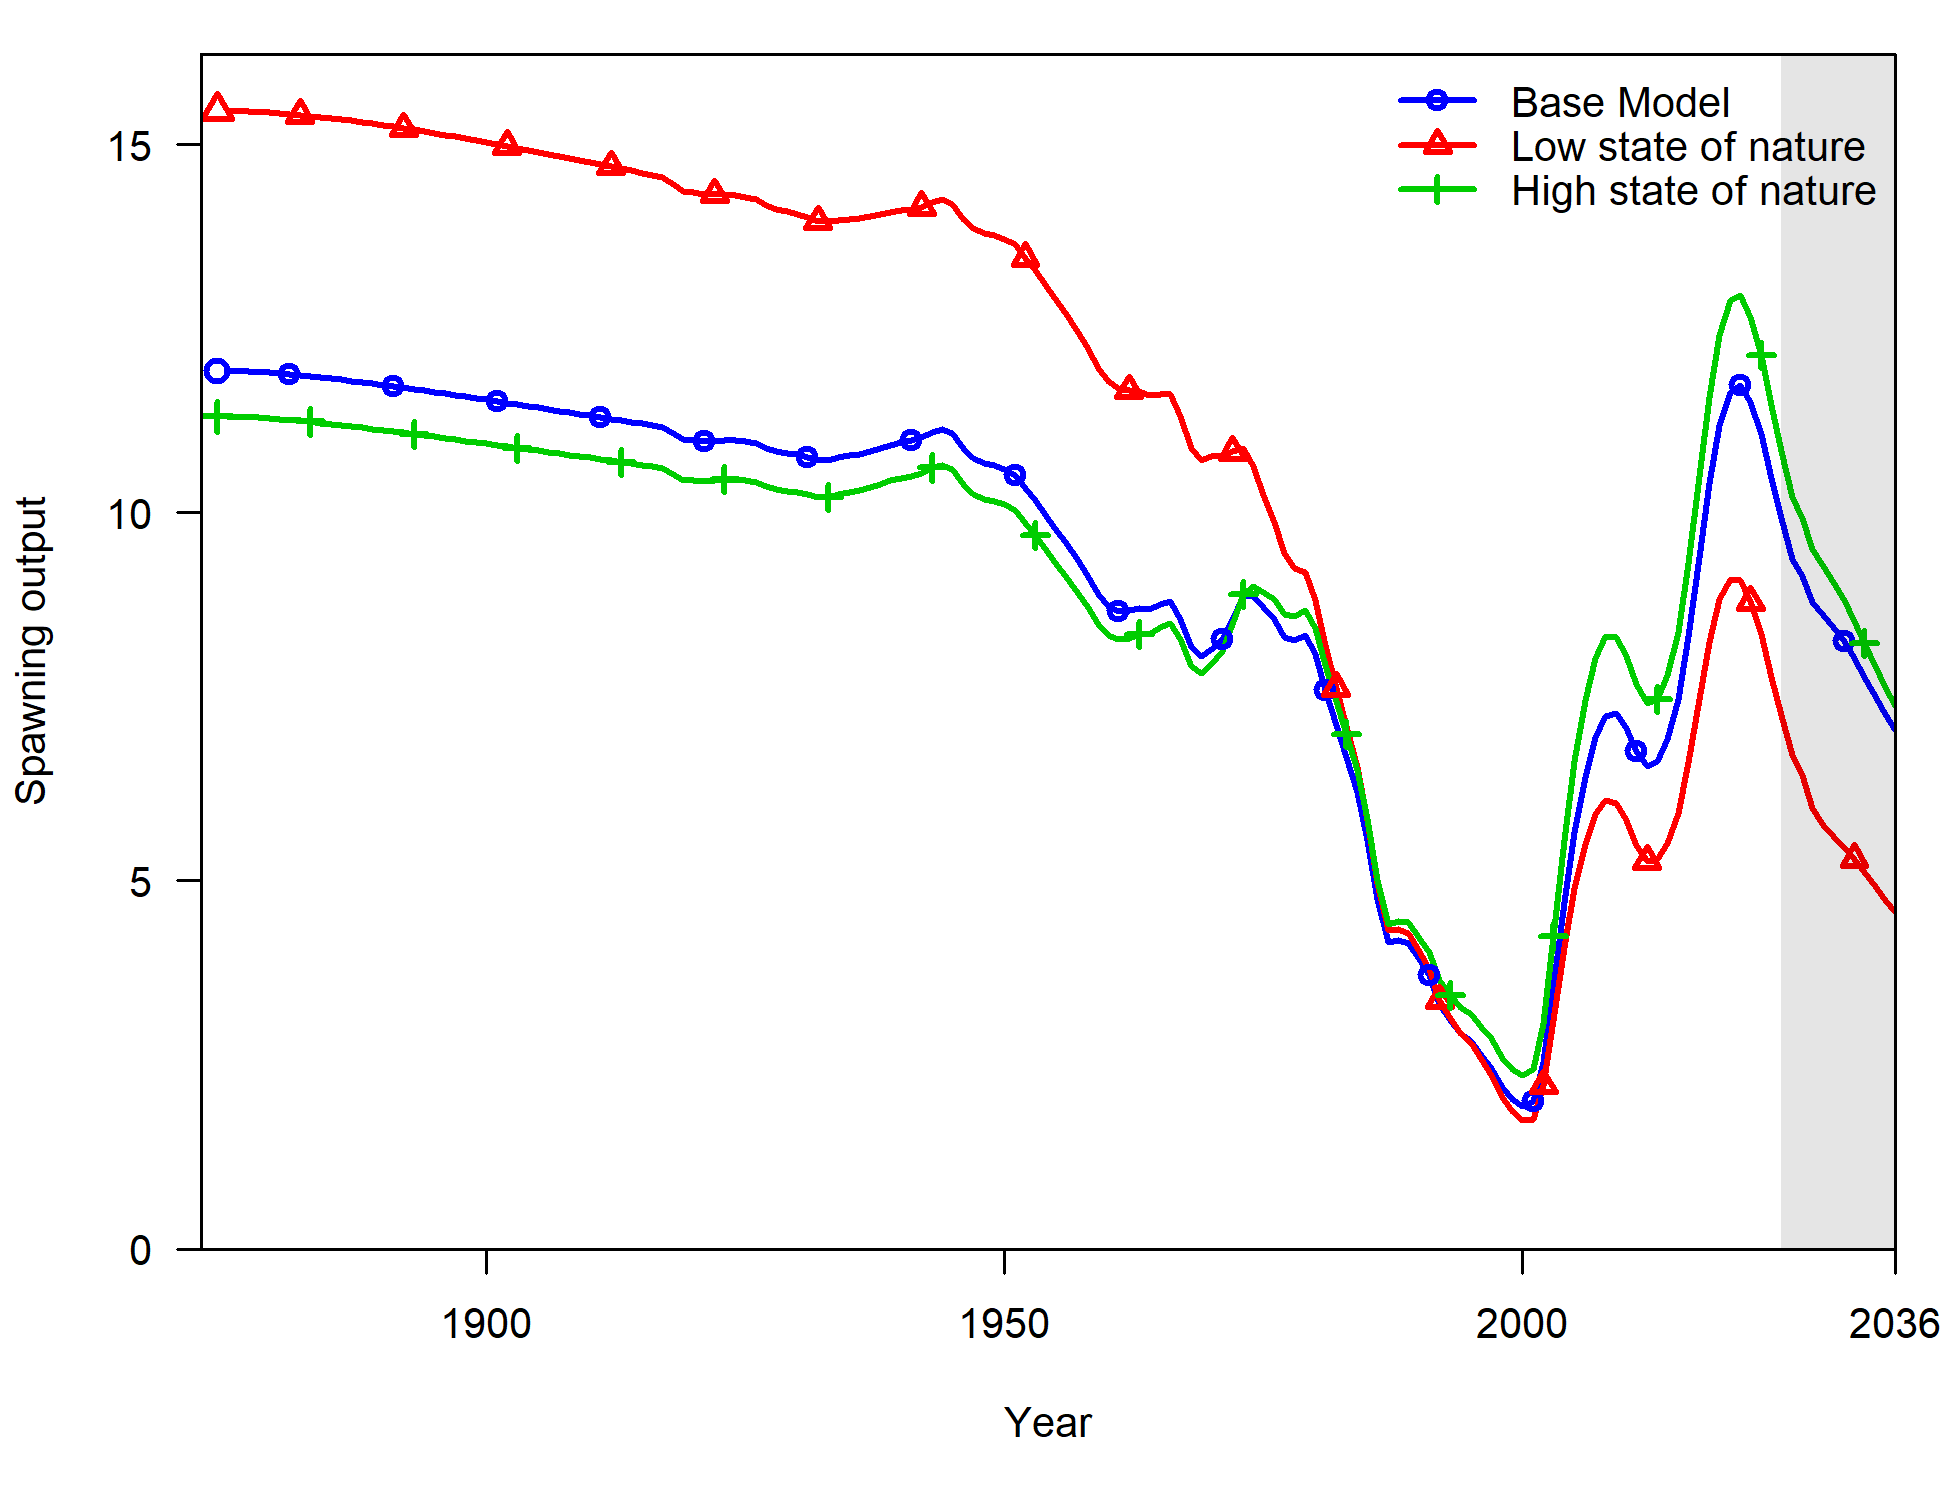 Base Model
Low state of nature
High state of nature
15
10
5
0
Spawning output
1900
1950
2000
2036
Year